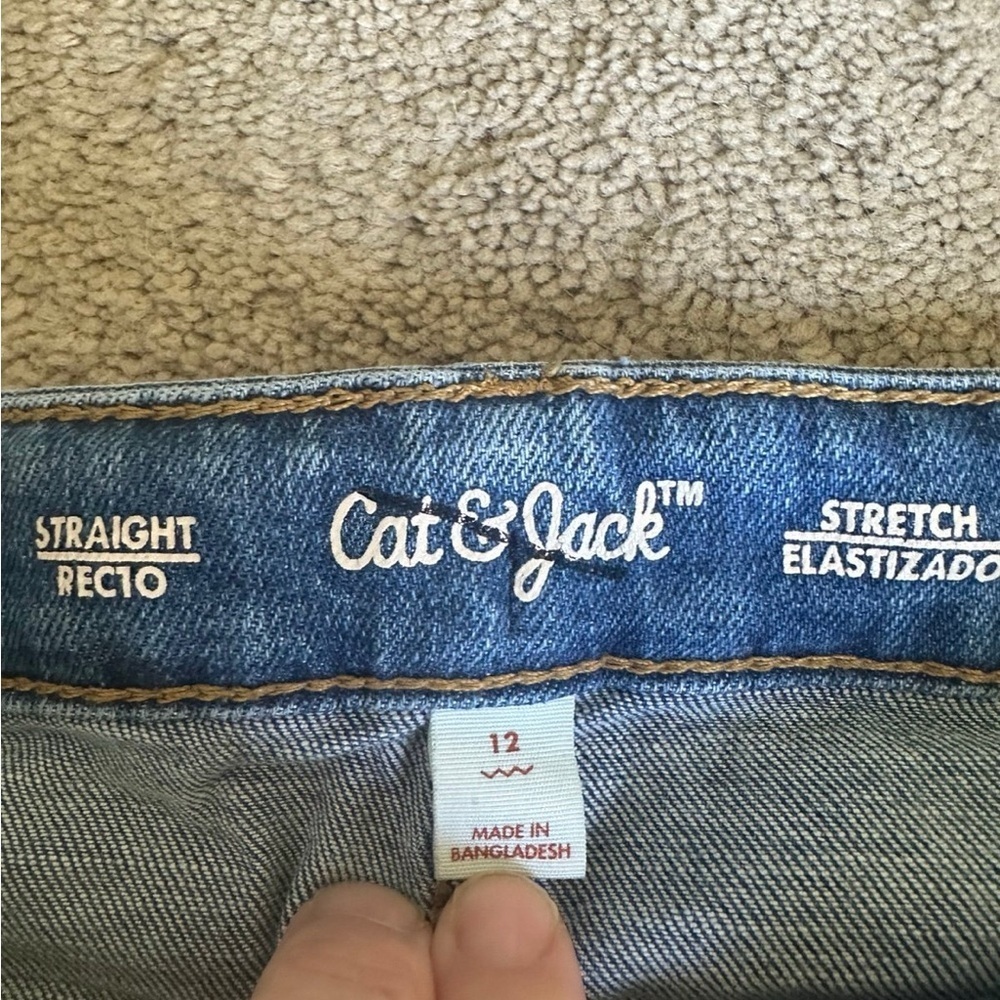 STRAIGHT
RECTO
Cat & Jack™
STRETCH
ELASTIZADO
12
MADE IN
BANGLADESH